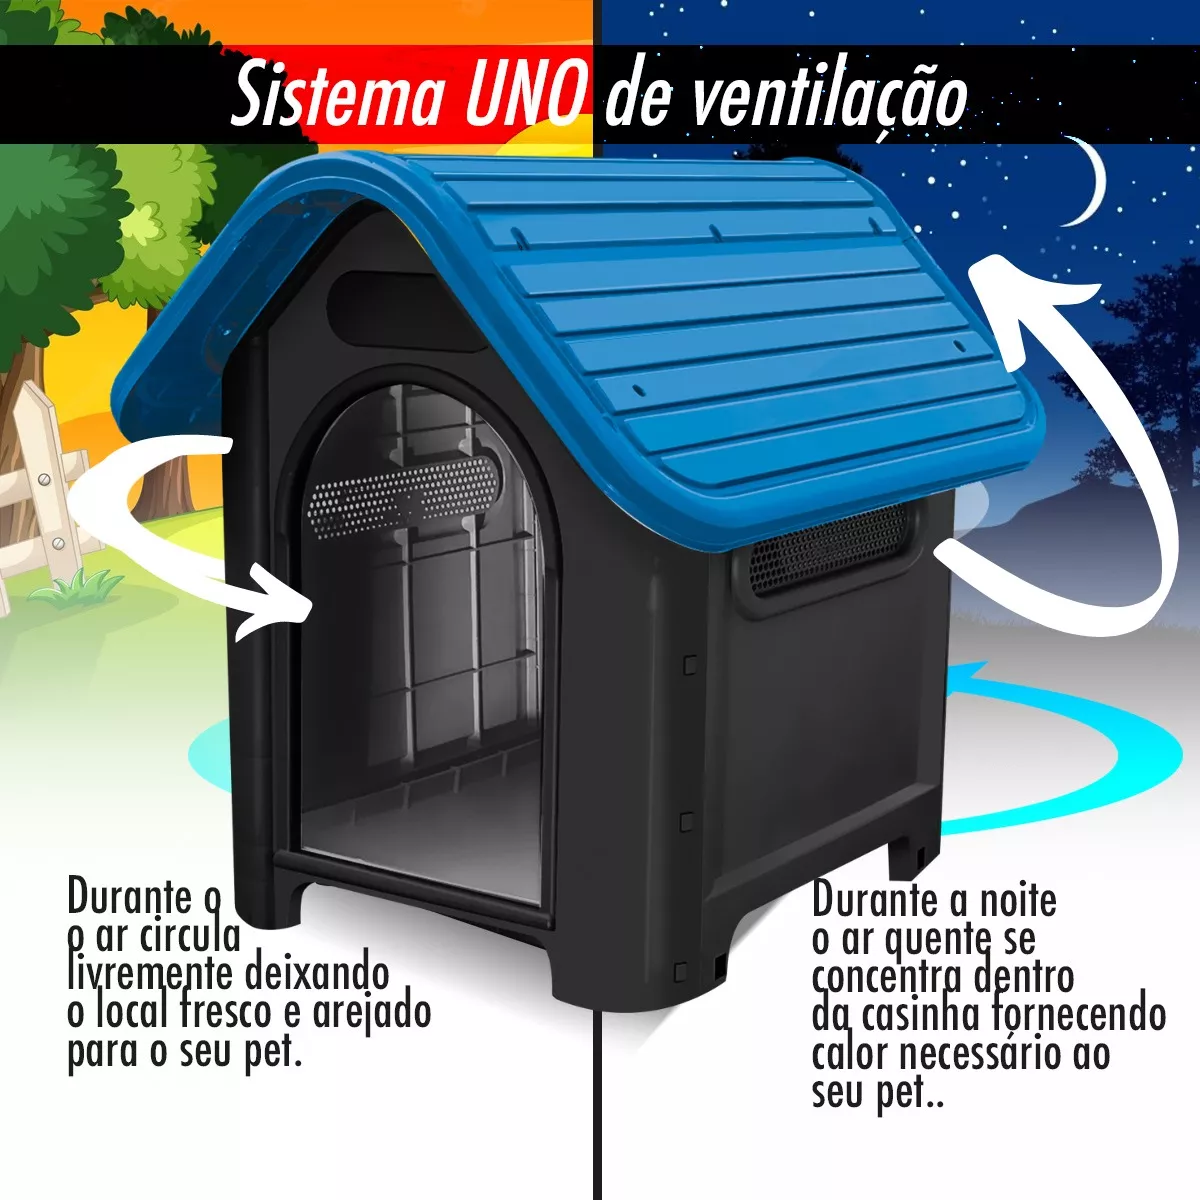 Sistema UNO de ventilação
Durante o
o ar circula
livremente deixando
o local fresco e arejado
para o seu pet.
Durante a noite
o ar quente se
concentra dentro
da casinha fornecendo
calor necessário ao
seu pet..